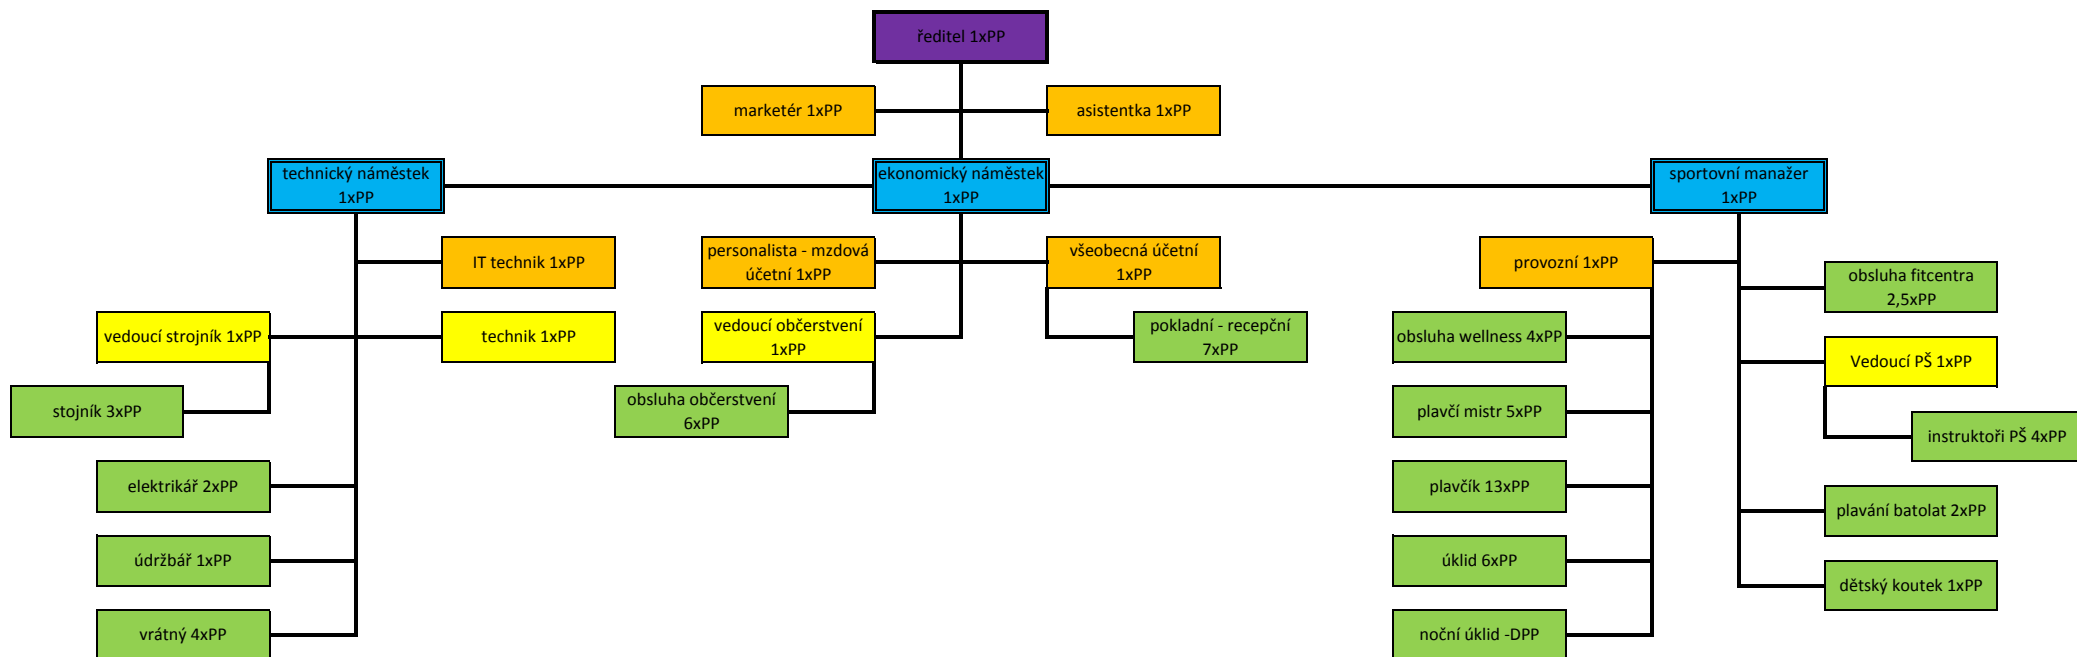 ředitel 1xPP
marketér 1xPP
asistentka 1xPP
technický náměstek
1xPP
ekonomický náměstek
1xPP
sportovní manažer
1xPP
IT technik 1xPP
personalista - mzdová
účetní 1xPP
všeobecná účetní
1xPP
provozní 1xPP
obsluha fitcentra
2,5xPP
vedoucí strojník 1xPP
technik 1xPP
vedoucí občerstvení
1xPP
pokladní - recepční
7xPP
obsluha wellness 4xPP
Vedoucí PŠ 1xPP
stojník 3xPP
obsluha občerstvení
6xPP
plavčí mistr 5xPP
instruktoři PŠ 4xPP
elektrikář 2xPP
plavčík 13xPP
plavání batolat 2xPP
údržbář 1xPP
úklid 6xPP
dětský koutek 1xPP
vrátný 4xPP
noční úklid -DPP